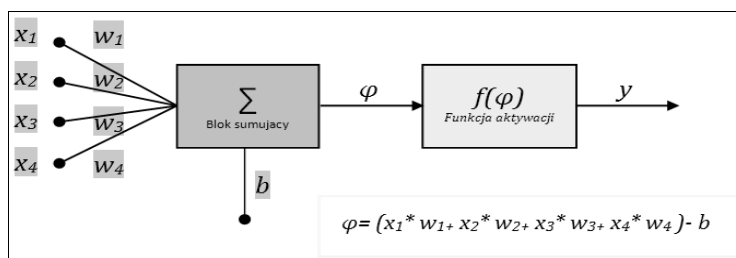 x₁ w₁
x₂ w₂
x₃ w₃
x₄ w₄
∑
Blok sumujacy
φ
f(φ)
Funkcja aktywacji
y
b
φ= (x₁* w₁+ x₂* w₂+ x₃* w₃+ x₄* w₄ )- b